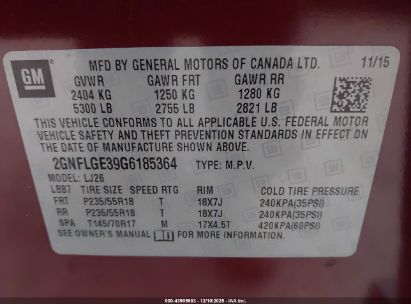 MFD BY GENERAL MOTORS OF CANADA LTD.
11/15
GM
GVWR GAWR FRT GAWR RR
2404 KG 1250 KG 1280 KG
5300 LB 2755 LB 2821 LB
THIS VEHICLE CONFORMS TO ALL APPLICABLE U.S. FEDERAL MOTOR
VEHICLE SAFETY AND THEFT PREVENTION STANDARDS IN EFFECT ON
THE DATE OF MANUFACTURE SHOWN ABOVE.
2GNFLGE39G6185364 TYPE: M.P.V.
MODEL: LJ26
TIRE SIZE SPEED RTG RIM COLD TIRE PRESSURE
FRT P235/55R18 T 18X7J 240KPA(35PSI)
RR P235/55R18 T 18X7J 240KPA(35PSI)
SPA T145/70R17 M 17X4.5T 420KPA(60PSI)
SEE OWNER'S MANUAL FOR MORE INFORMATION.
12/10/2025